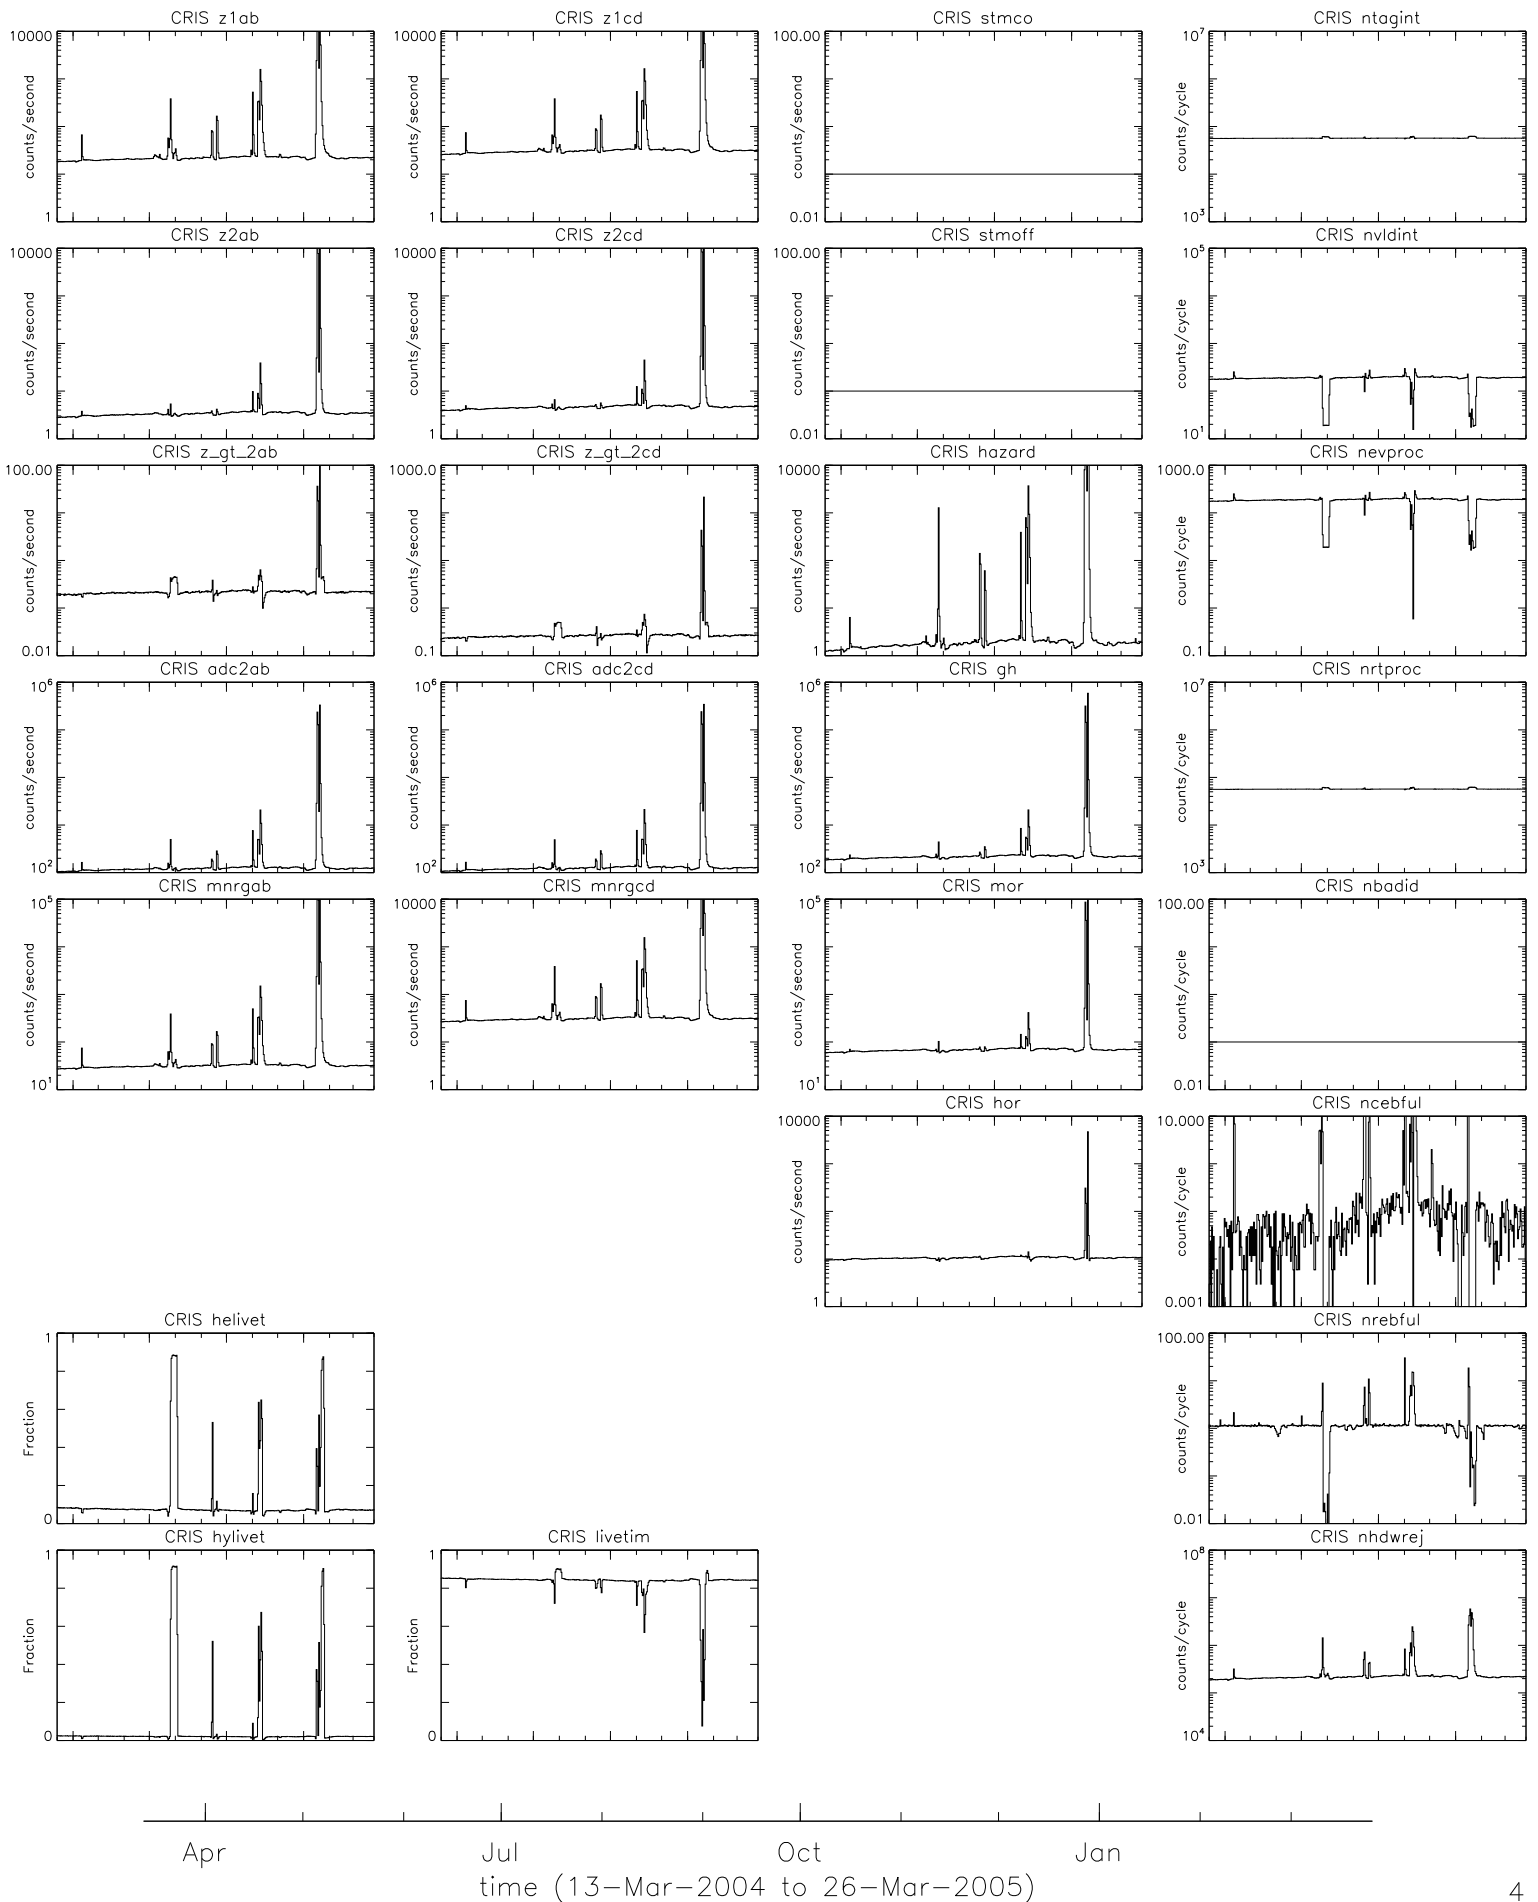 CRIS z1ab
10000
counts/second
1
CRIS z1cd
10000
counts/second
1
CRIS stmco
100.00
counts/second
0.01
CRIS ntagint
10^7
counts/cycle
10^3
CRIS z2ab
10000
counts/second
1
CRIS z2cd
10000
counts/second
1
CRIS stmoff
100.00
counts/second
0.01
CRIS nvldint
10^5
counts/cycle
10^1
CRIS z_gt_2ab
100.00
counts/second
0.01
CRIS z_gt_2cd
1000.0
counts/second
0.1
CRIS hazard
10000
counts/second
1
CRIS nevproc
1000.0
counts/cycle
0.1
CRIS adc2ab
10^6
counts/second
10^2
CRIS adc2cd
10^6
counts/second
10^2
CRIS gh
10^6
counts/second
10^2
CRIS nrtproc
10^7
counts/cycle
10^3
CRIS mnrgab
10^5
counts/second
10^1
CRIS mnrgcd
10000
counts/second
1
CRIS mor
10^5
counts/second
10^1
CRIS nbadid
100.00
counts/cycle
0.01
CRIS hor
10000
counts/second
1
CRIS ncebful
10.000
counts/cycle
0.001
CRIS helivet
1
Fraction
0
CRIS nrebful
100.00
counts/cycle
0.01
CRIS hylivet
1
Fraction
0
CRIS livetim
1
Fraction
0
CRIS nhdwrej
10^8
counts/cycle
10^4
Apr Jul Oct Jan
time (13-Mar-2004 to 26-Mar-2005)
4